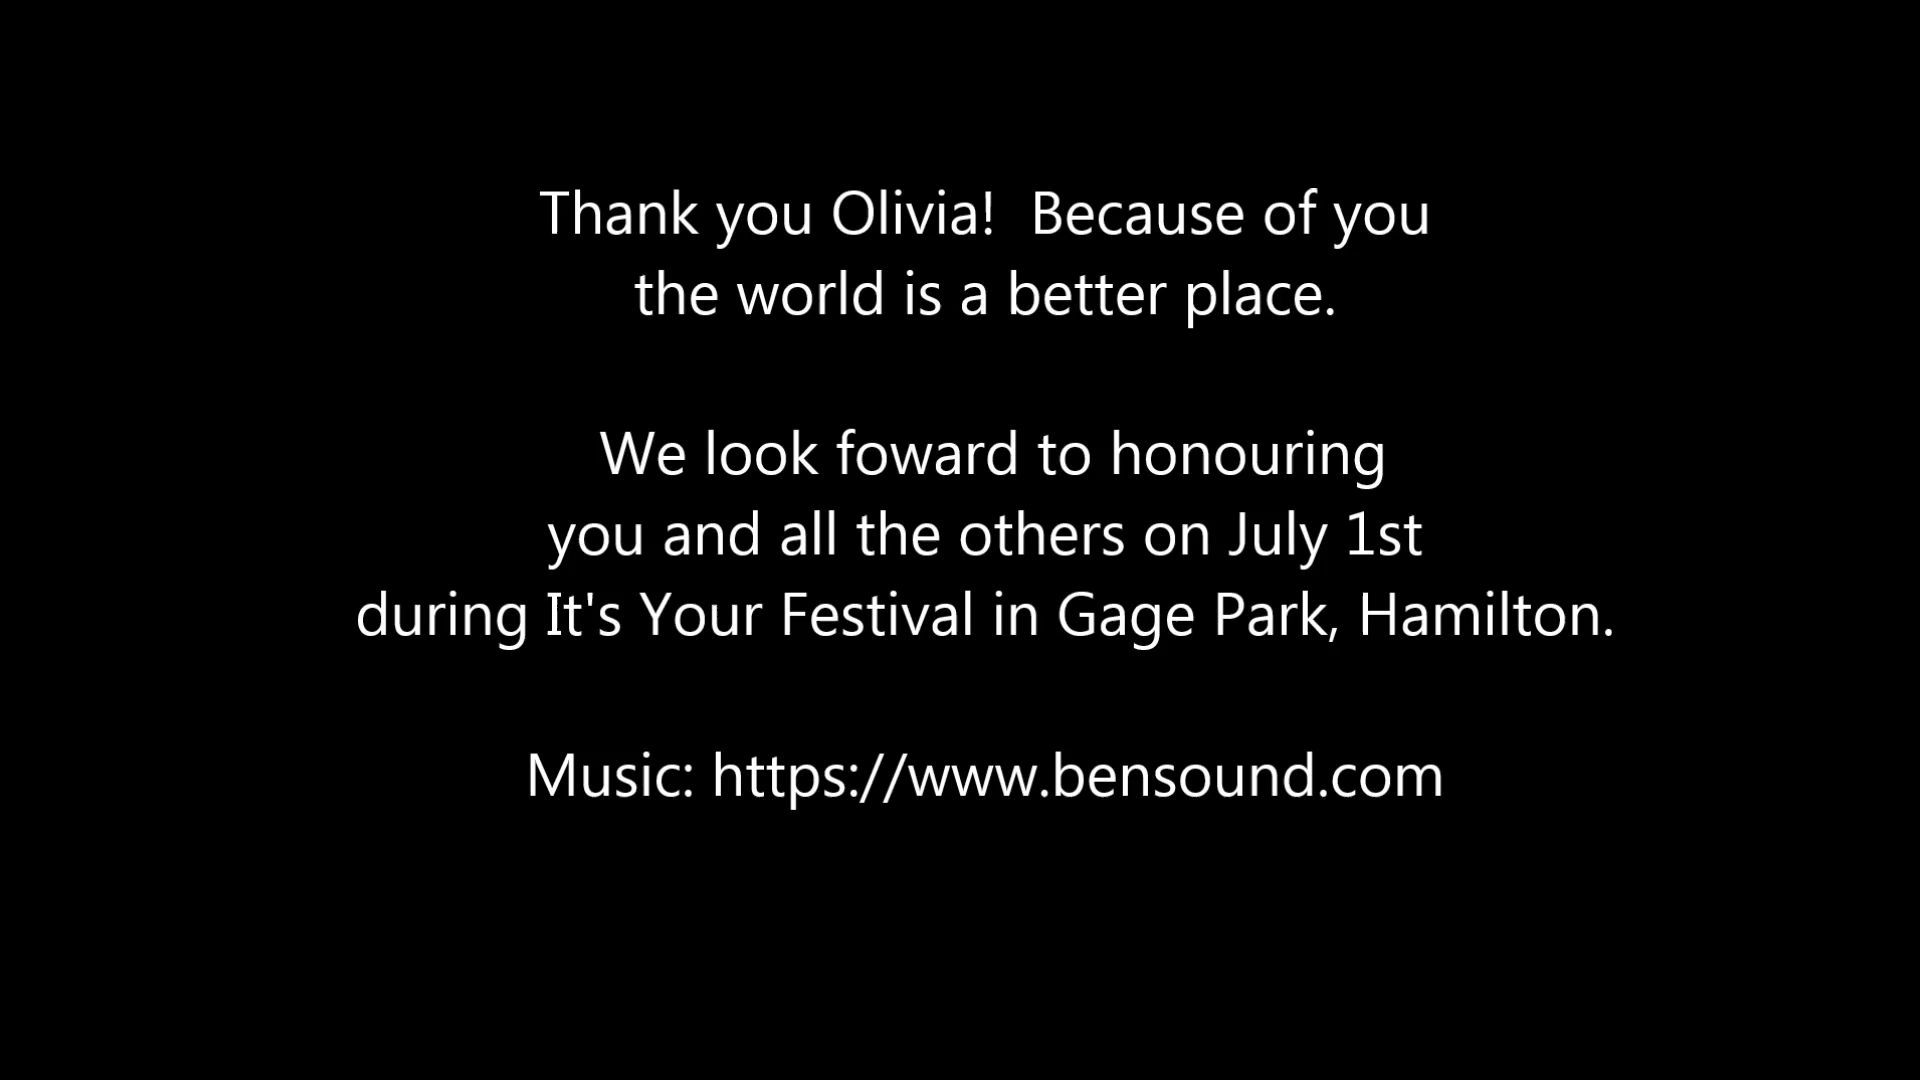 Thank you Olivia!  Because of you
the world is a better place.
We look foward to honouring
you and all the others on July 1st
during It's Your Festival in Gage Park, Hamilton.
Music: https://www.bensound.com